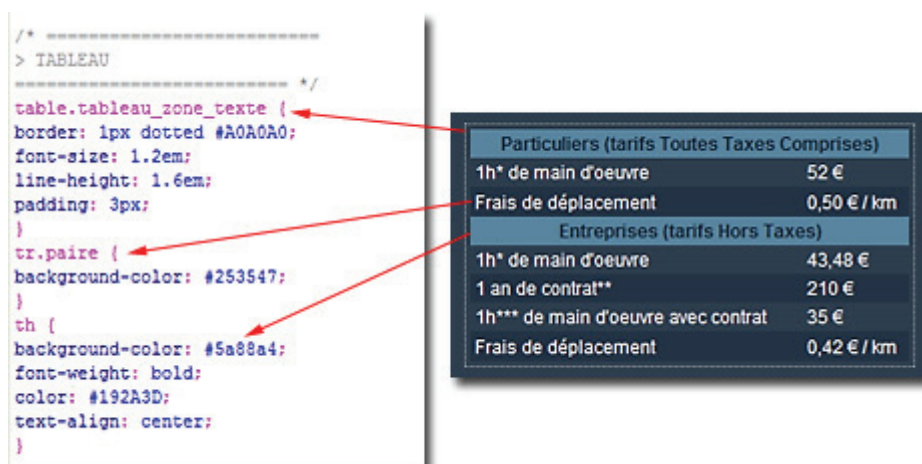 /* ==========================
> TABLEAU
========================== */
table.tableau_zone_texte {
border: 1px dotted #A0A0A0;
font-size: 1.2em;
line-height: 1.6em;
padding: 3px;
}
tr.paire {
background-color: #253547;
}
th {
background-color: #5a88a4;
font-weight: bold;
color: #192A3D;
text-align: center;
}
Particuliers (tarifs Toutes Taxes Comprises)
1h* de main d'oeuvre 52 €
Frais de déplacement 0,50 € / km
Entreprises (tarifs Hors Taxes)
1h* de main d'oeuvre 43,48 €
1 an de contrat** 210 €
1h*** de main d'oeuvre avec contrat 35 €
Frais de déplacement 0,42 € / km